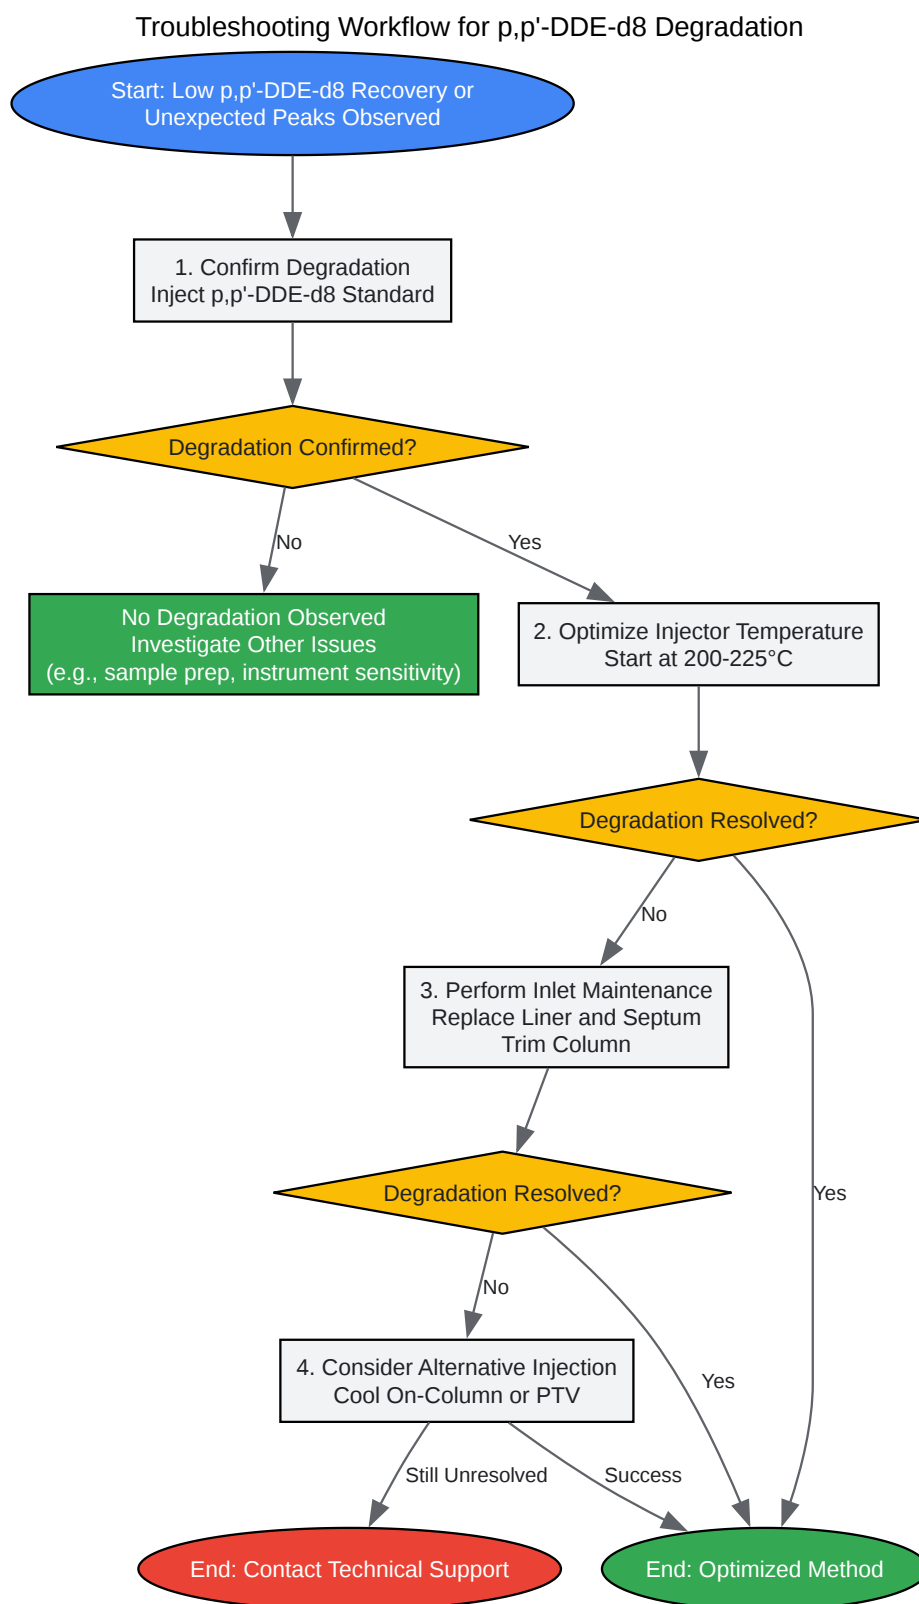 Troubleshooting Workflow for p,p'-DDE-d8 Degradation
Start: Low p,p'-DDE-d8 Recovery or
Unexpected Peaks Observed
1. Confirm Degradation
Inject p,p'-DDE-d8 Standard
Degradation Confirmed?
No
Yes
No Degradation Observed
Investigate Other Issues
(e.g., sample prep, instrument sensitivity)
2. Optimize Injector Temperature
Start at 200-225°C
Degradation Resolved?
No
3. Perform Inlet Maintenance
Replace Liner and Septum
Trim Column
Degradation Resolved?
Yes
No
4. Consider Alternative Injection
Cool On-Column or PTV
Yes
Still Unresolved
Success
End: Contact Technical Support
End: Optimized Method